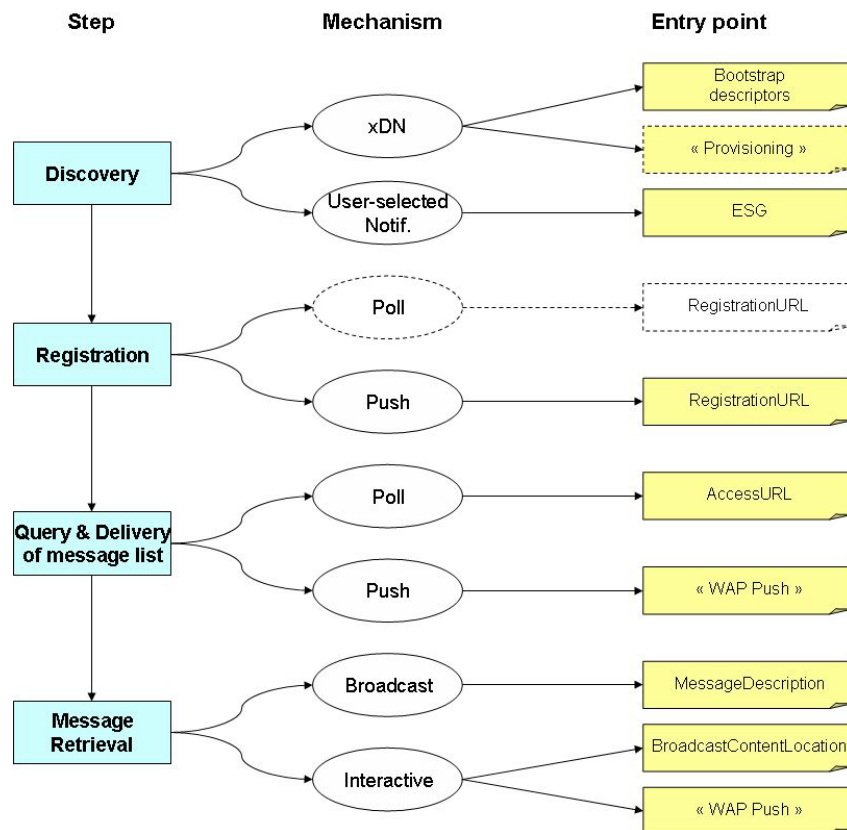 Step
Mechanism
Entry point
Bootstrap
descriptors
xDN
« Provisioning »
Discovery
User-selected
Notif.
ESG
Poll
RegistrationURL
Registration
Push
RegistrationURL
Poll
AccessURL
Query & Delivery
of message list
Push
« WAP Push »
Broadcast
MessageDescription
Message
Retrieval
BroadcastContentLocation
Interactive
« WAP Push »